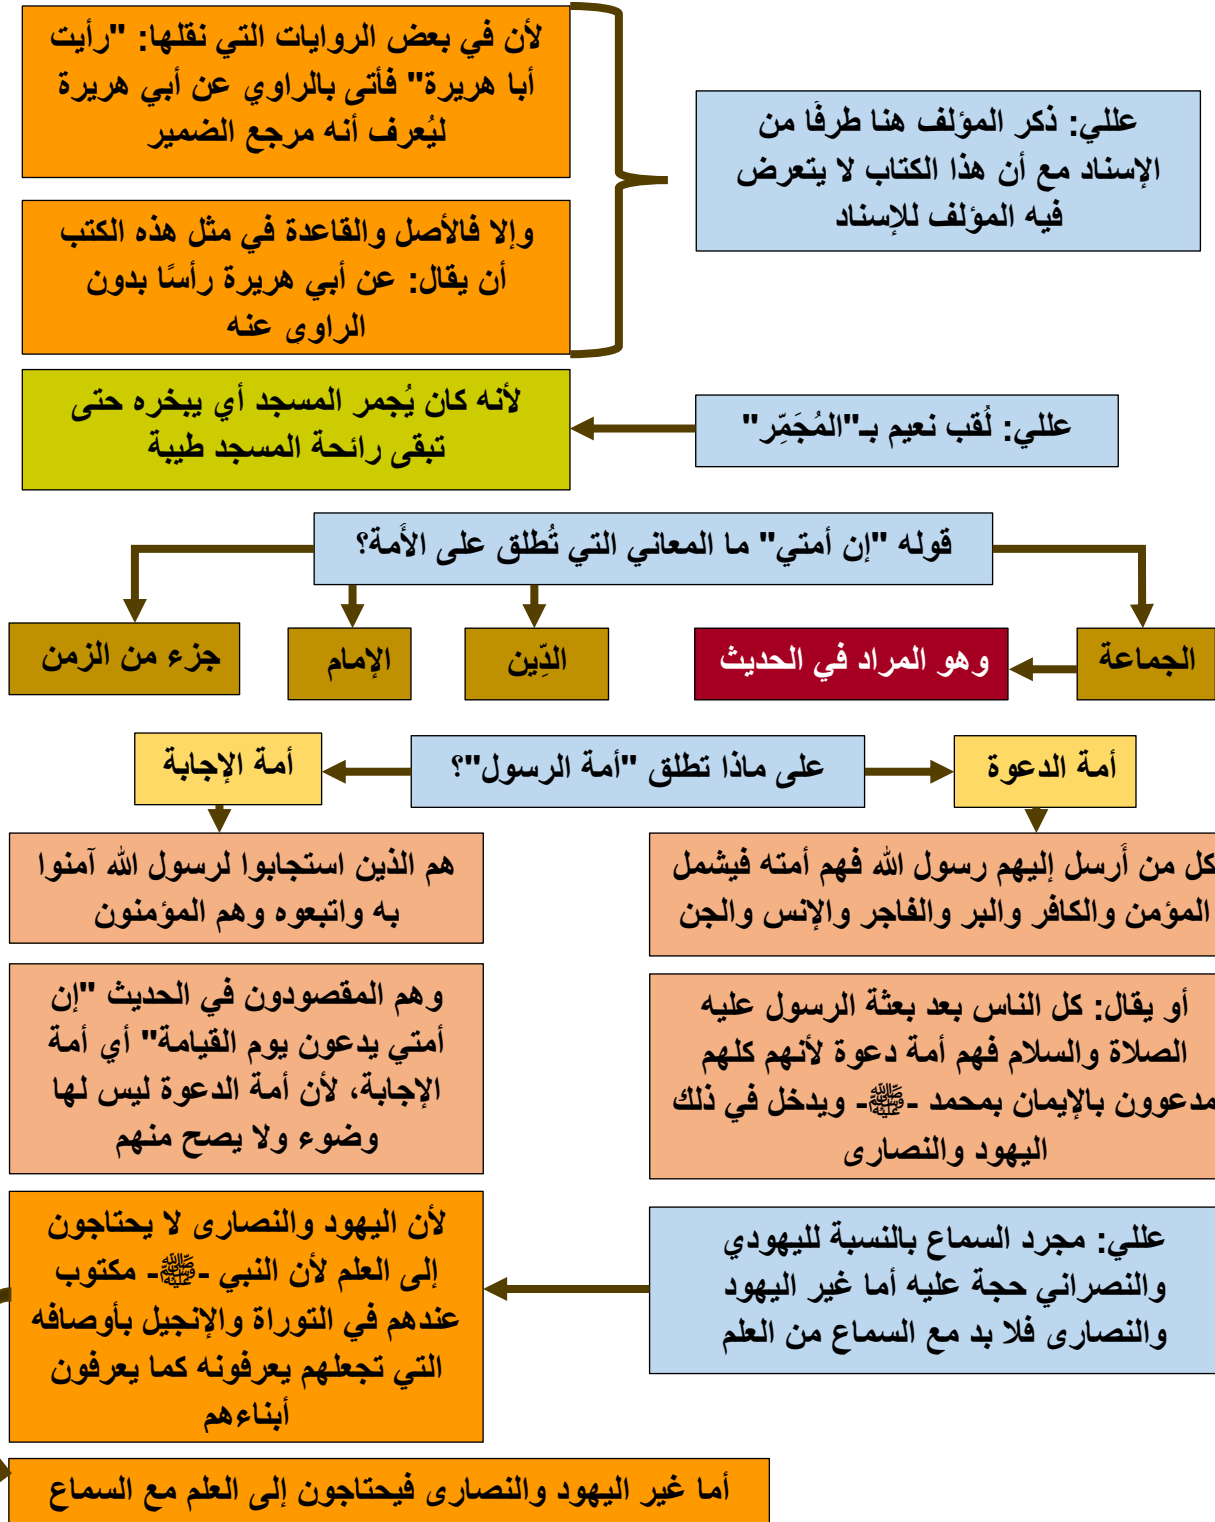 عللي: ذكر المؤلف هنا طرفًا من
الإسناد مع أن هذا الكتاب لا يتعرض
فيه المؤلف للإسناد
لأن في بعض الروايات التي نقلها: "رأيت
أبا هريرة" فأتى بالراوي عن أبي هريرة
ليُعرف أنه مرجع الضمير
وإلا فالأصل والقاعدة في مثل هذه الكتب
أن يقال: عن أبي هريرة رأسًا بدون
الراوي عنه
عللي: لُقب نعيم بـ"المُجَمِّر"
لأنه كان يُجمر المسجد أي يبخره حتى
تبقى رائحة المسجد طيبة
قوله "إن أمتي" ما المعاني التي تُطلق على الأمة؟
الجماعة
وهو المراد في الحديث
الدِّين
الإمام
جزء من الزمن
على ماذا تطلق "أمة الرسول"؟
أمة الدعوة
كل من أُرسل إليهم رسول الله فهم أمته فيشمل
المؤمن والكافر والبر والفاجر والإنس والجن
أو يقال: كل الناس بعد بعثة الرسول عليه
الصلاة والسلام فهم أمة دعوة لأنهم كلهم
مدعوون بالإيمان بمحمد -ﷺ- ويدخل في ذلك
اليهود والنصارى
أمة الإجابة
هم الذين استجابوا لرسول الله آمنوا
به واتبعوه وهم المؤمنون
وهم المقصودون في الحديث "إن
أمتي يدعون يوم القيامة" أي أمة
الإجابة، لأن أمة الدعوة ليس لها
وضوء ولا يصح منهم
عللي: مجرد السماع بالنسبة لليهودي
والنصراني حجة عليه أما غير اليهود
والنصارى فلا بد مع السماع من العلم
لأن اليهود والنصارى لا يحتاجون
إلى العلم لأن النبي -ﷺ- مكتوب
عندهم في التوراة والإنجيل بأوصافه
التي تجعلهم يعرفونه كما يعرفون
أبناءهم
أما غير اليهود والنصارى فيحتاجون إلى العلم مع السماع